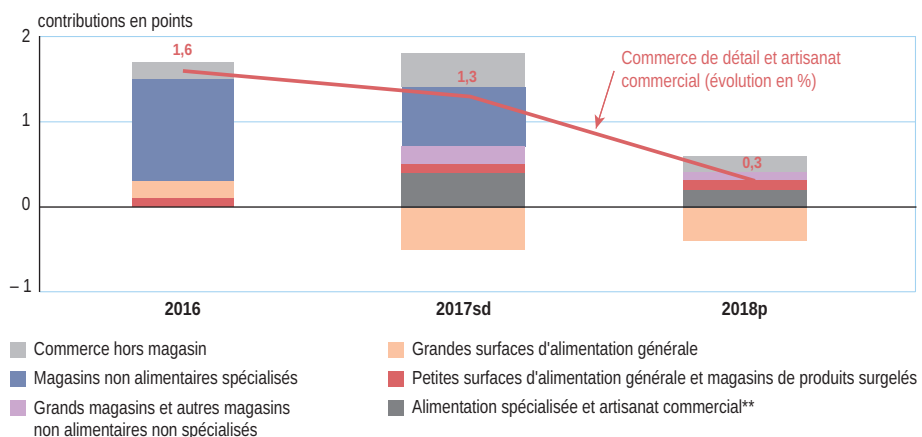 contributions en points
2
1,6
1,3
Commerce de détail et artisanat
commercial (évolution en %)
1
0,3
0
– 1
2016
2017sd
2018p
Commerce hors magasin
Magasins non alimentaires spécialisés
Grands magasins et autres magasins
non alimentaires non spécialisés
Grandes surfaces d'alimentation générale
Petites surfaces d'alimentation générale et magasins de produits surgelés
Alimentation spécialisée et artisanat commercial**